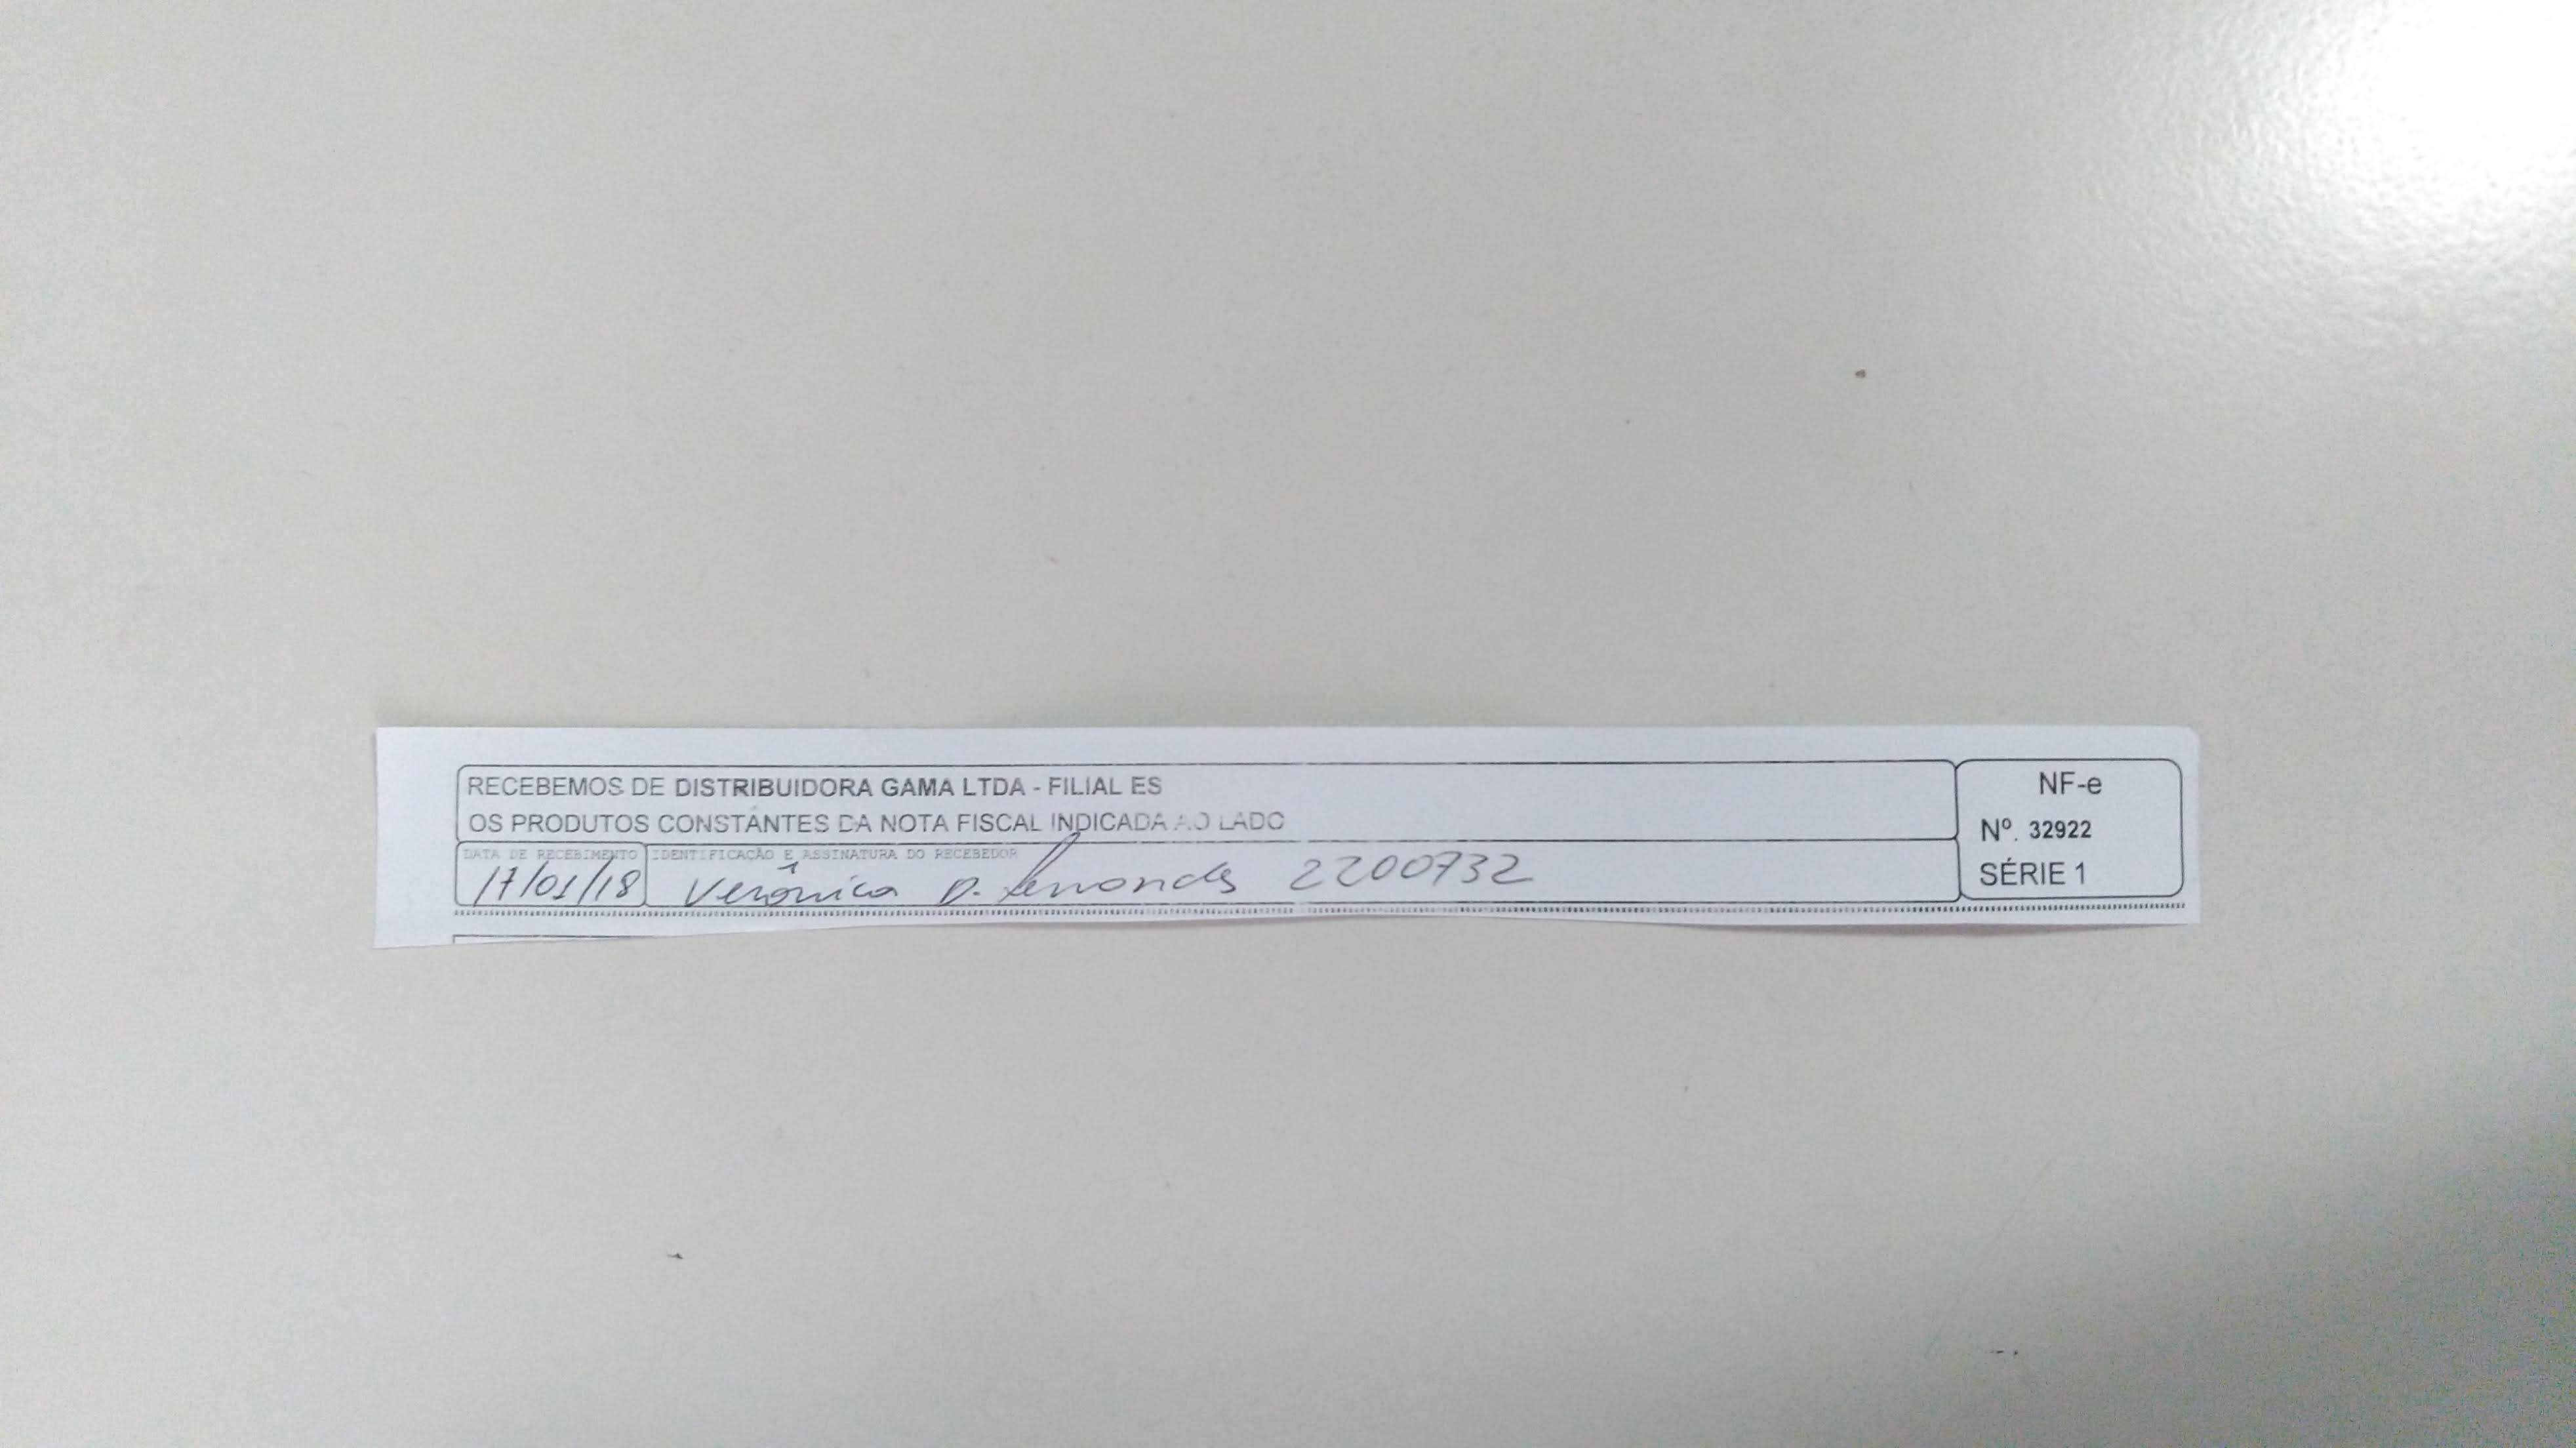 RECEBEMOS DE DISTRIBUIDORA GAMA LTDA - FILIAL ES
OS PRODUTOS CONSTANTES DA NOTA FISCAL INDICADA AO LADO
DATA DE RECEBIMENTO
17/01/18
IDENTIFICAÇÃO E ASSINATURA DO RECEBEDOR
Verônica D. Fernandes 2200732
NF-e
Nº. 32922
SÉRIE 1